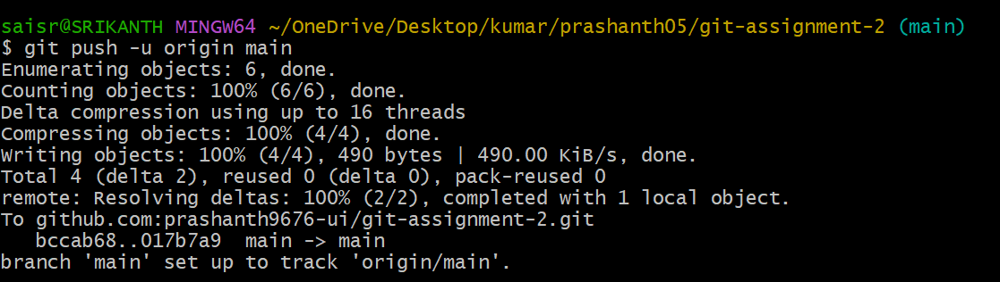 saisr@SRIKANTH MINGW64 ~/OneDrive/Desktop/kumar/prashanth05/git-assignment-2 (main)
$ git push -u origin main
Enumerating objects: 6, done.
Counting objects: 100% (6/6), done.
Delta compression using up to 16 threads
Compressing objects: 100% (4/4), done.
Writing objects: 100% (4/4), 490 bytes | 490.00 KiB/s, done.
Total 4 (delta 2), reused 0 (delta 0), pack-reused 0
remote: Resolving deltas: 100% (2/2), completed with 1 local object.
To github.com:prashanth9676-ui/git-assignment-2.git
   bccab68..017b7a9  main -> main
branch 'main' set up to track 'origin/main'.